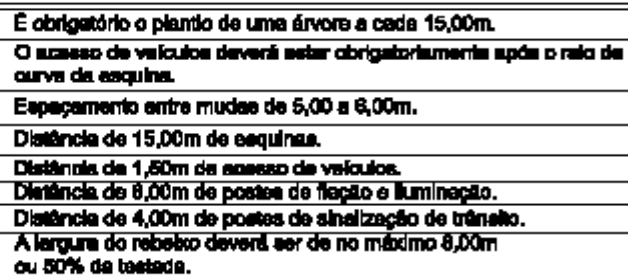 É obrigatório o plantio de uma árvore a cada 15,00m.
O acesso de veículos deverá estar obrigatoriamente após o raio de
curva da esquina.
Espaçamento entre mudas de 5,00 a 6,00m.
Distância de 15,00m de esquinas.
Distância de 1,50m de acesso de veículos.
Distância de 6,00m de postes de fiação e iluminação.
Distância de 4,00m de postes de sinalização de trânsito.
A largura do rebaixo deverá ser de no máximo 8,00m
ou 50% da testada.